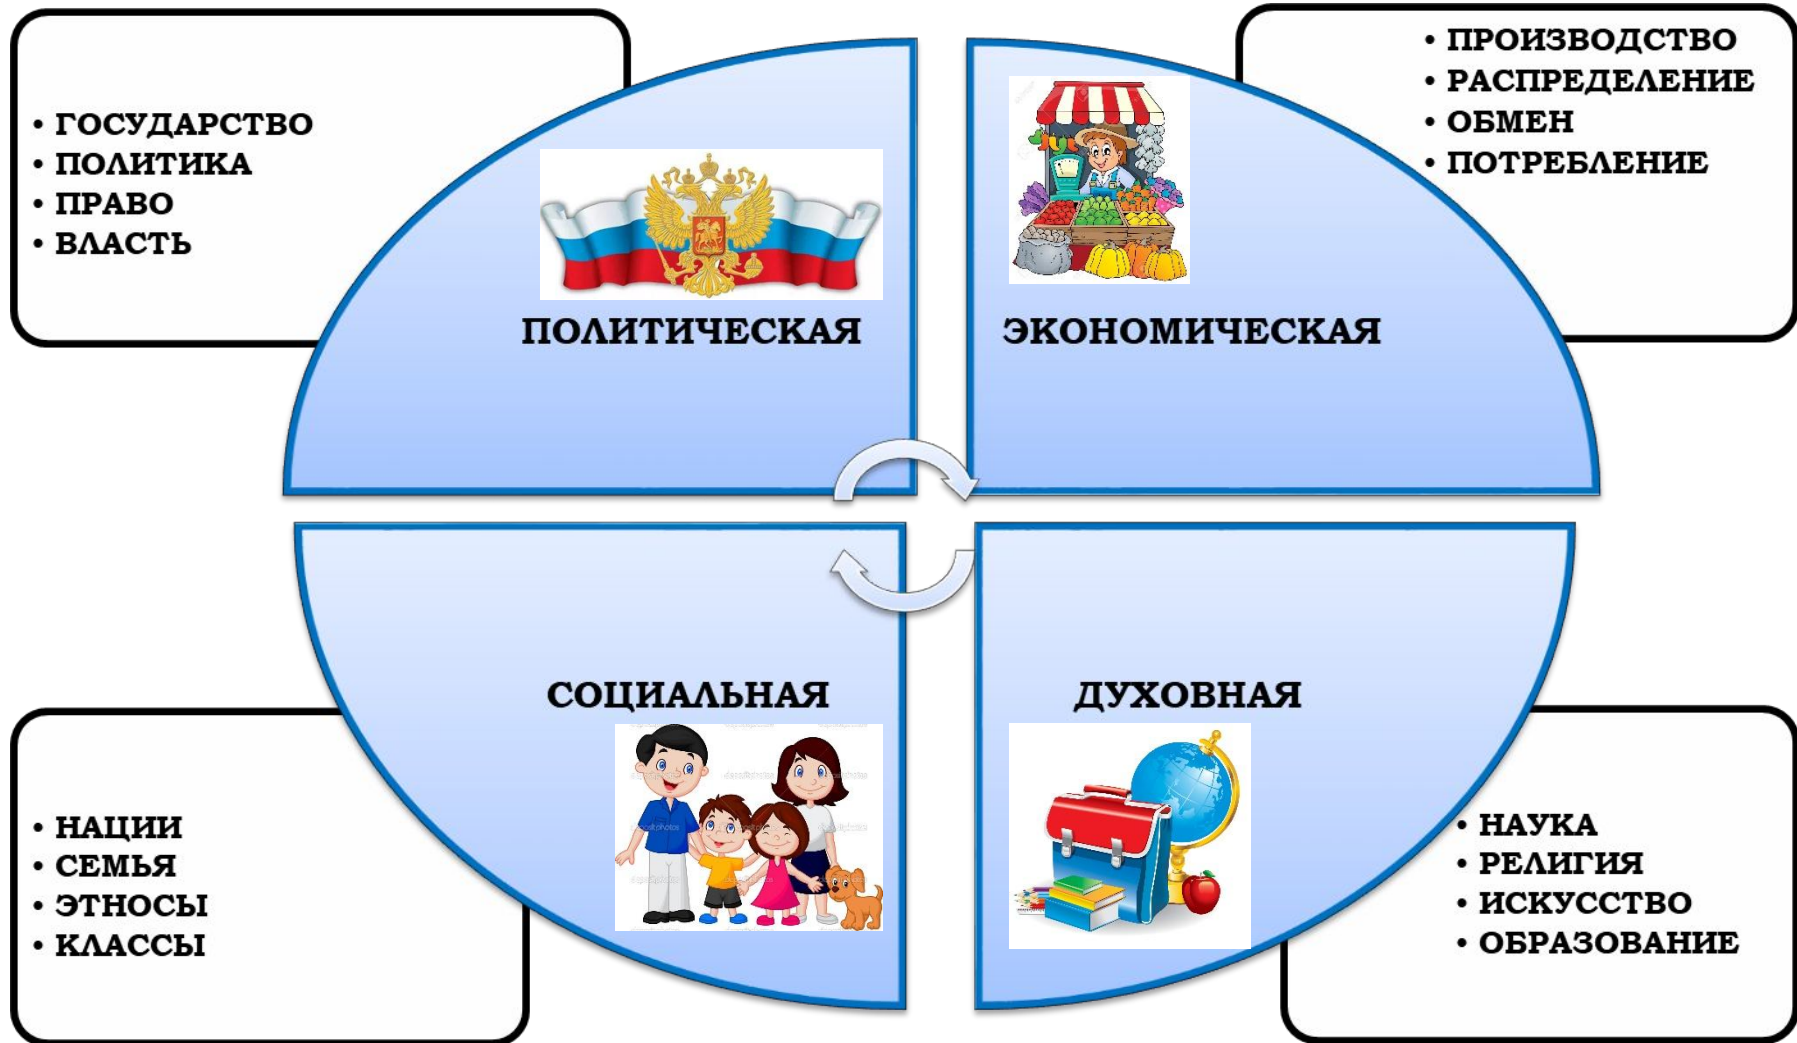 • ГОСУДАРСТВО
• ПОЛИТИКА
• ПРАВО
• ВЛАСТЬ
ПОЛИТИЧЕСКАЯ
• ПРОИЗВОДСТВО
• РАСПРЕДЕЛЕНИЕ
• ОБМЕН
• ПОТРЕБЛЕНИЕ
ЭКОНОМИЧЕСКАЯ
СОЦИАЛЬНАЯ
• НАЦИИ
• СЕМЬЯ
• ЭТНОСЫ
• КЛАССЫ
ДУХОВНАЯ
• НАУКА
• РЕЛИГИЯ
• ИСКУССТВО
• ОБРАЗОВАНИЕ